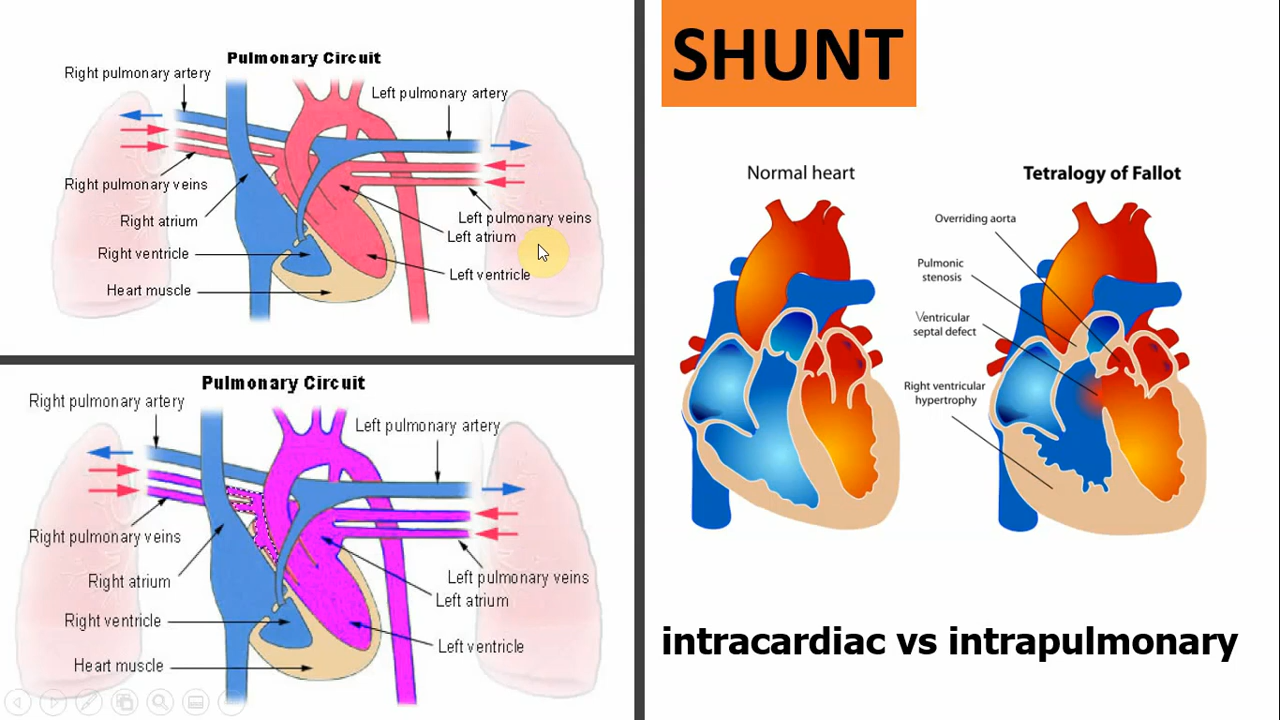 Pulmonary Circuit
Right pulmonary artery
Left pulmonary artery
Right pulmonary veins
Left pulmonary veins
Right atrium
Left atrium
Right ventricle
Left ventricle
Heart muscle
Pulmonary Circuit
Right pulmonary artery
Left pulmonary artery
Right pulmonary veins
Left pulmonary veins
Right atrium
Left atrium
Right ventricle
Left ventricle
Heart muscle
SHUNT
Normal heart
Tetralogy of Fallot
Overriding aorta
Pulmonic
stenosis
Ventricular
septal defect
Right ventricular
hypertrophy
intracardiac vs intrapulmonary